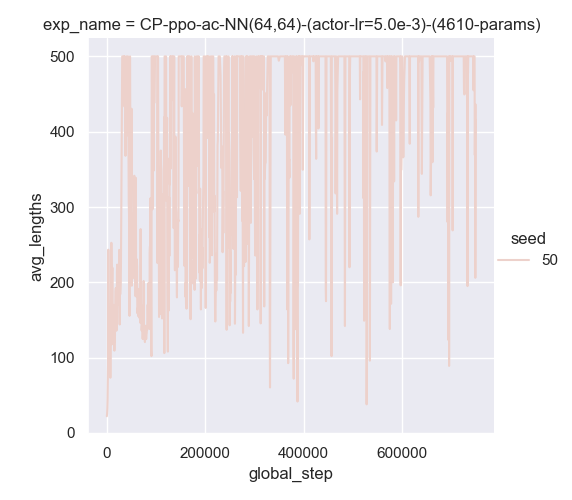 exp_name = CP-ppo-ac-NN(64,64)-(actor-lr=5.0e-3)-(4610-params)
500
400
300
200
100
0
avg_lengths
0 200000 400000 600000
global_step
seed
50